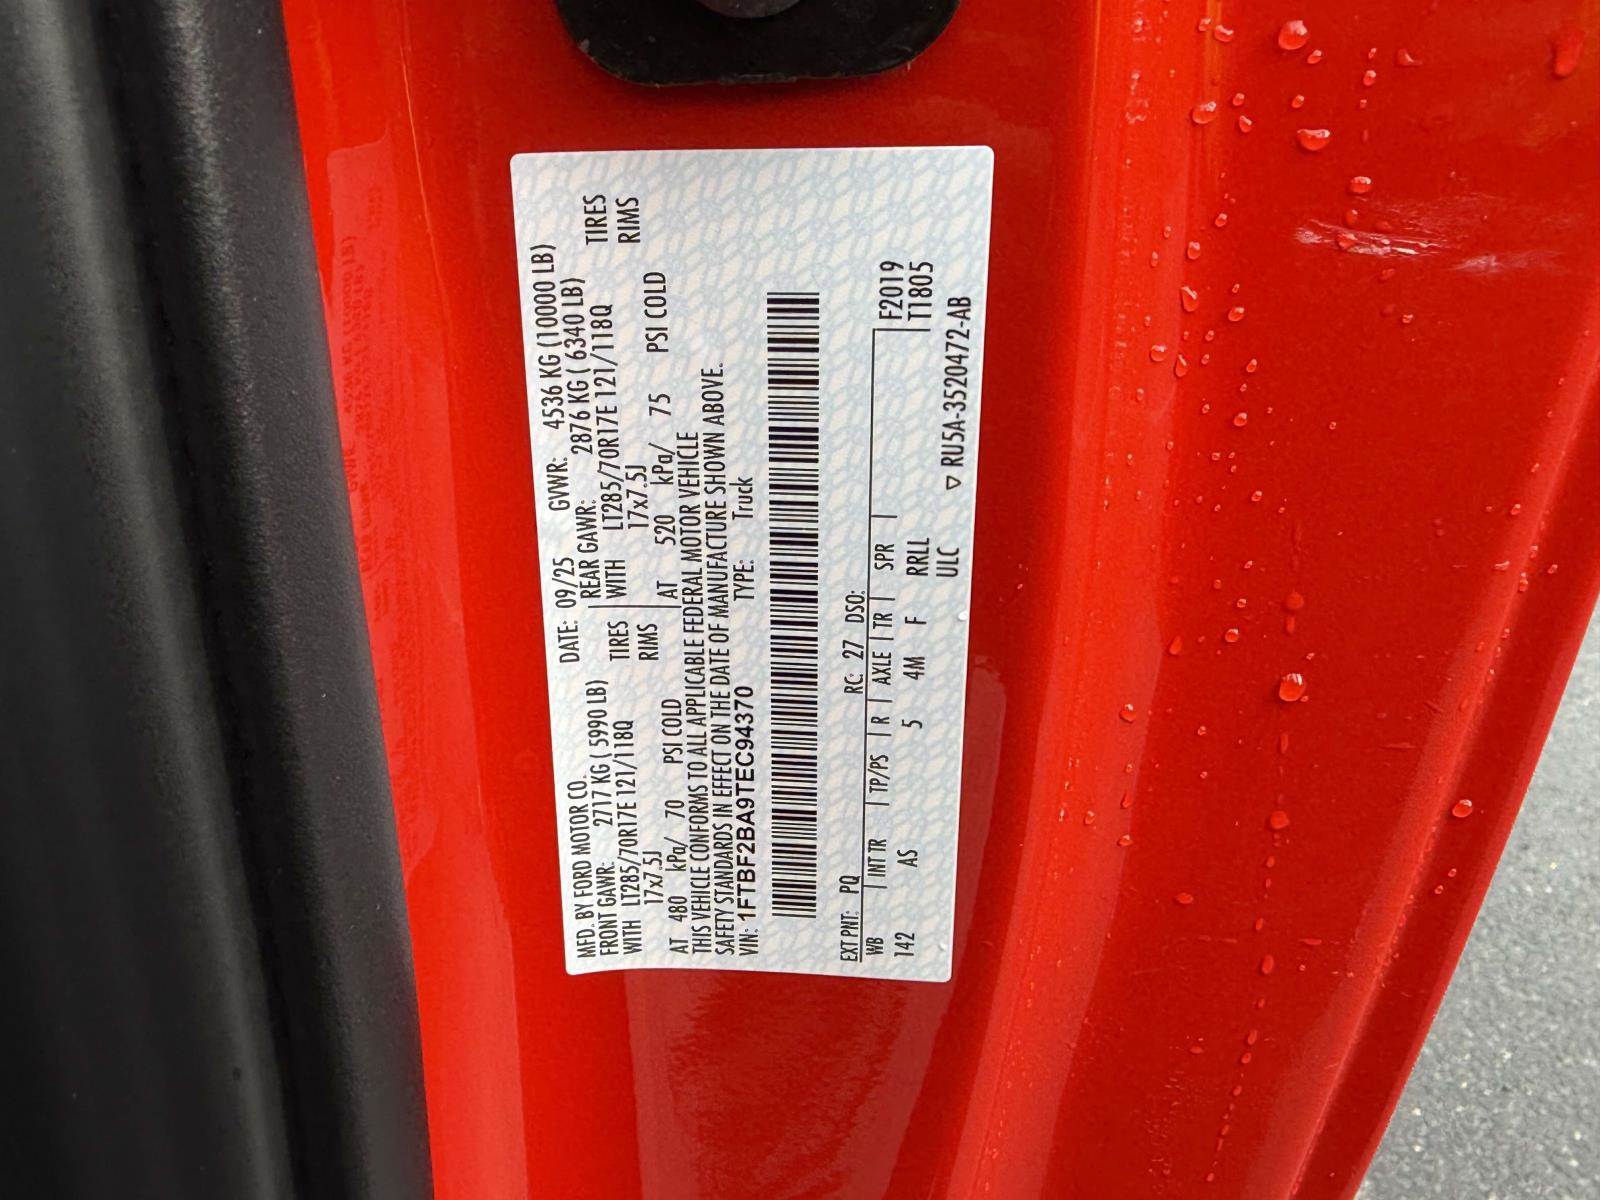 MFD. BY FORD MOTOR CO. DATE: 09/25 GVWR: 4536 KG (10000 LB)
FRONT GAWR: 2717 KG ( 5990 LB) REAR GAWR: 2876 KG ( 6340 LB)
WITH LT285/70R17E 121/118Q TIRES WITH LT285/70R17E 121/118Q TIRES
17x7.5J RIMS 17x7.5J RIMS
AT 480 kPa/ 70 PSI COLD AT 520 kPa/ 75 PSI COLD
THIS VEHICLE CONFORMS TO ALL APPLICABLE FEDERAL MOTOR VEHICLE
SAFETY STANDARDS IN EFFECT ON THE DATE OF MANUFACTURE SHOWN ABOVE.
VIN: 1FTBF2BA9TEC94370 TYPE: Truck
EXT PNT: PQ RC: 27 DSO:
WB INT TR TP/PS R AXLE TR SPR F2019
142 AS 5 4M F RRLL T1805
ULC ▽ RU5A-3520472-AB